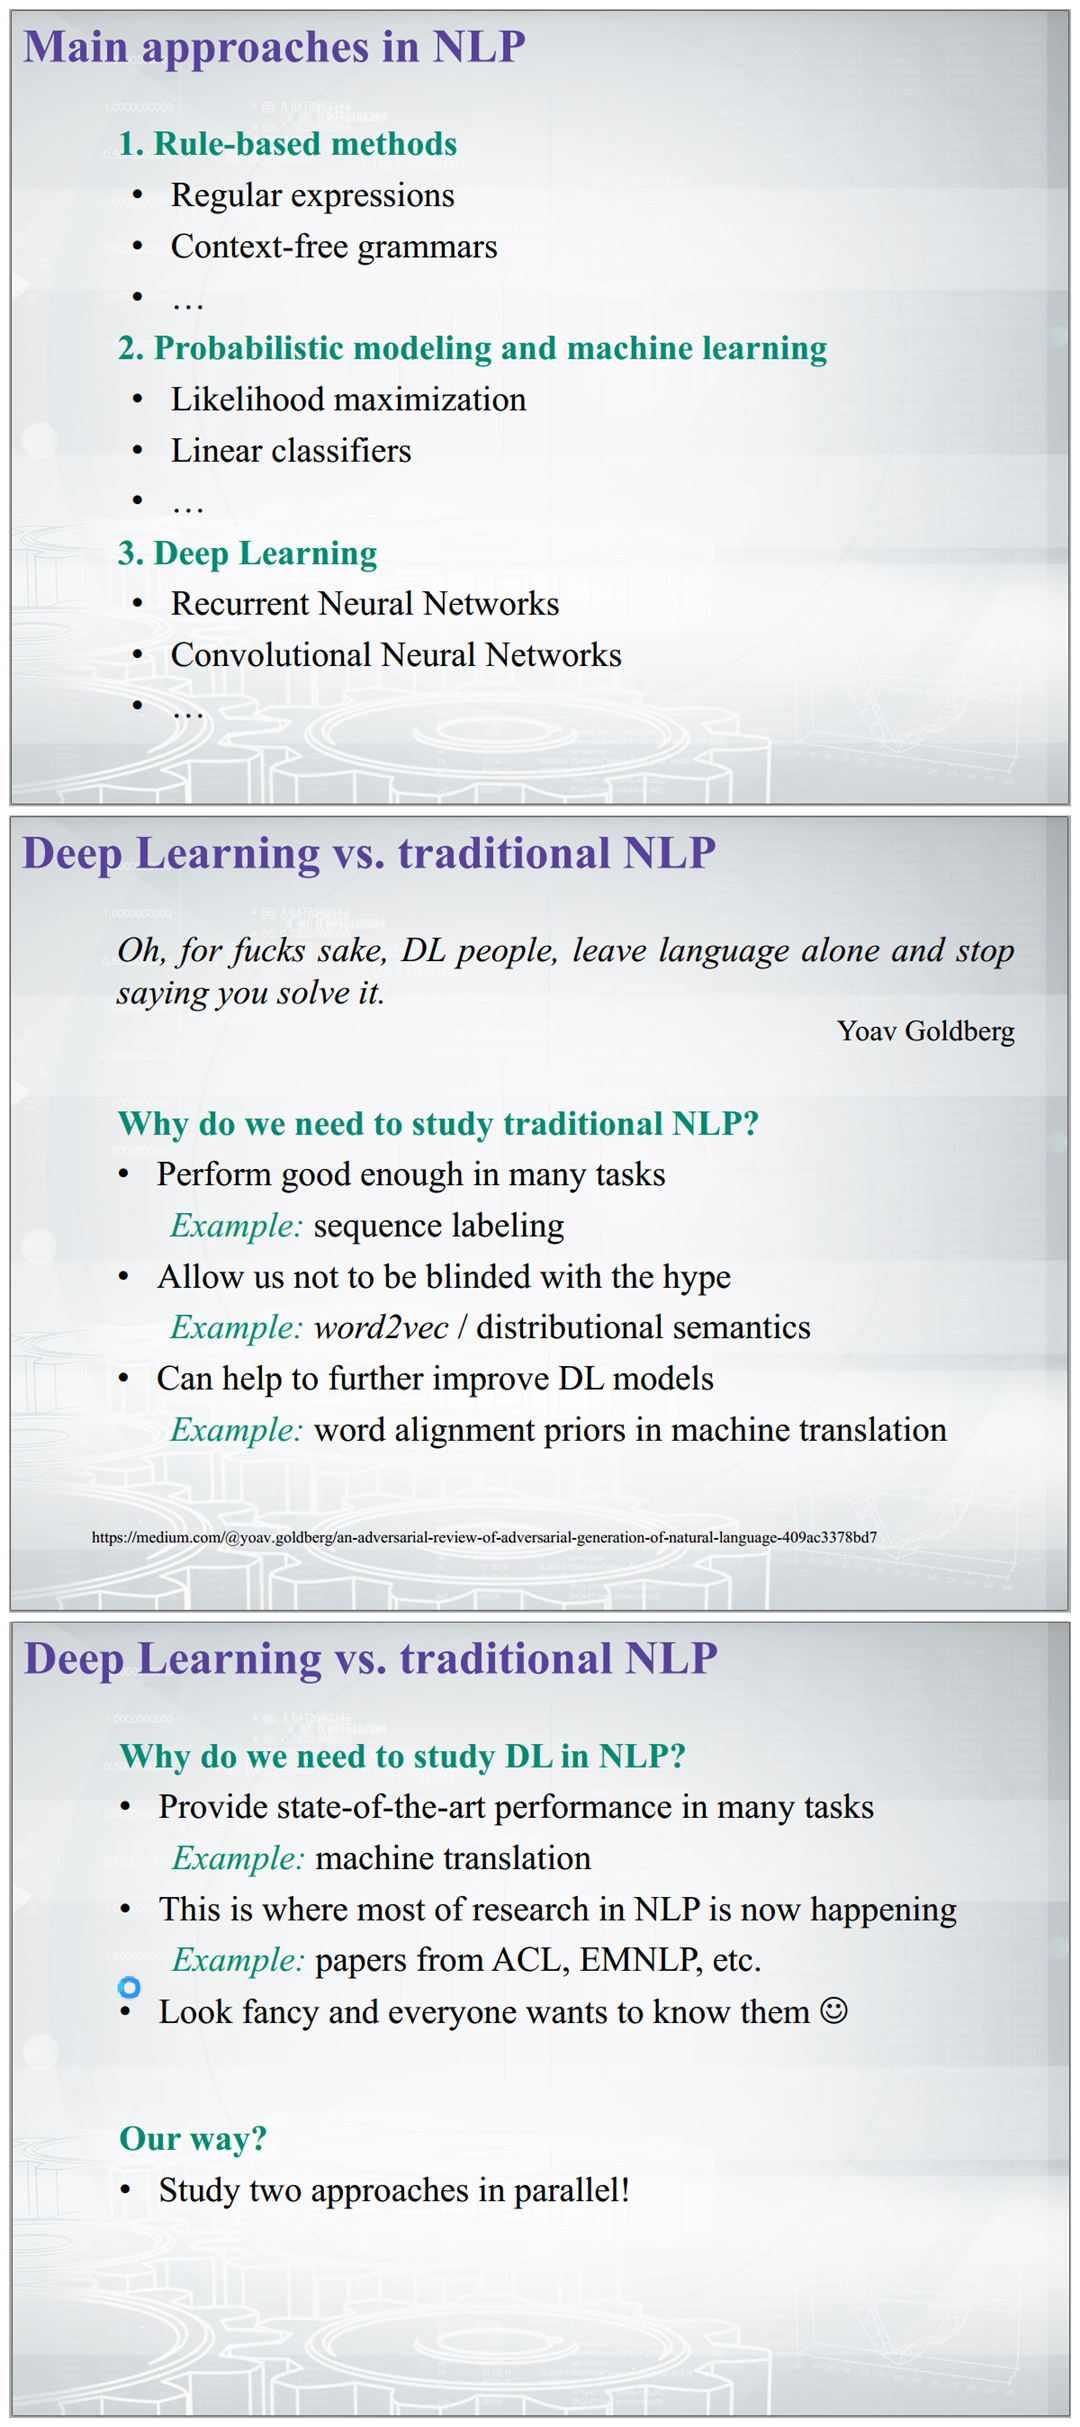 Main approaches in NLP
1. Rule-based methods
• Regular expressions
• Context-free grammars
• …
2. Probabilistic modeling and machine learning
• Likelihood maximization
• Linear classifiers
• …
3. Deep Learning
• Recurrent Neural Networks
• Convolutional Neural Networks
• …
Deep Learning vs. traditional NLP
Oh, for fucks sake, DL people, leave language alone and stop
saying you solve it.
Yoav Goldberg
Why do we need to study traditional NLP?
• Perform good enough in many tasks
Example: sequence labeling
• Allow us not to be blinded with the hype
Example: word2vec / distributional semantics
• Can help to further improve DL models
Example: word alignment priors in machine translation
https://medium.com/@yoav.goldberg/an-adversarial-review-of-adversarial-generation-of-natural-language-409ac3378bd7
Deep Learning vs. traditional NLP
Why do we need to study DL in NLP?
• Provide state-of-the-art performance in many tasks
Example: machine translation
• This is where most of research in NLP is now happening
Example: papers from ACL, EMNLP, etc.
• Look fancy and everyone wants to know them ☺
Our way?
• Study two approaches in parallel!